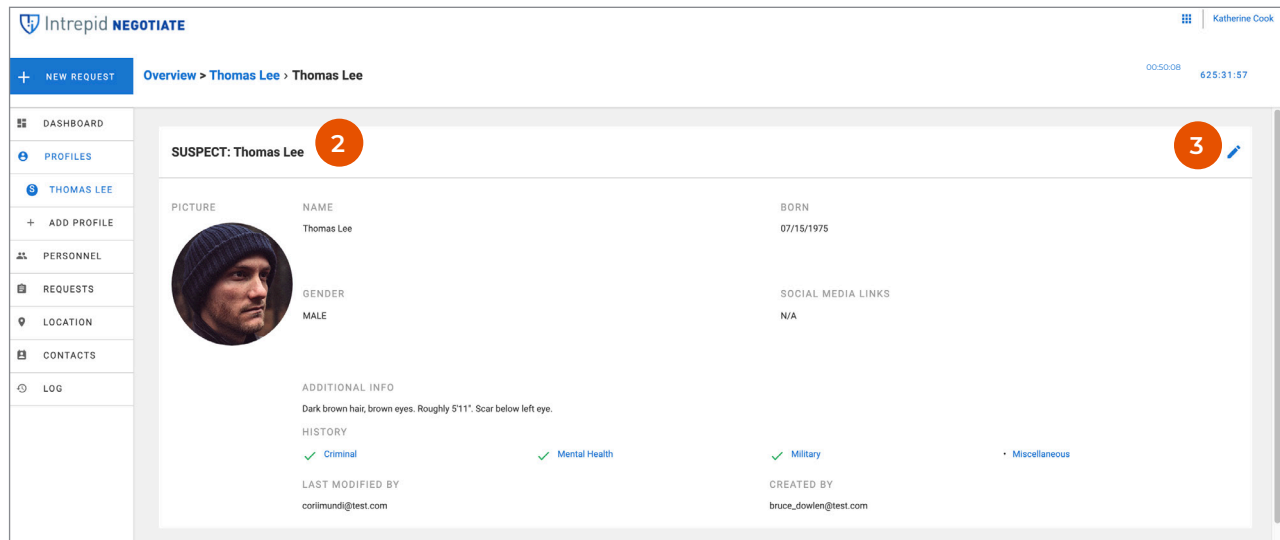 Intrepid NEGOTIATE
Katherine Cook
+ NEW REQUEST
Overview > Thomas Lee › Thomas Lee
00:50:08
625:31:57
DASHBOARD
PROFILES
S THOMAS LEE
+ ADD PROFILE
PERSONNEL
REQUESTS
LOCATION
CONTACTS
LOG
SUSPECT: Thomas Lee
2
3
PICTURE
NAME
Thomas Lee
BORN
07/15/1975
GENDER
MALE
SOCIAL MEDIA LINKS
N/A
ADDITIONAL INFO
Dark brown hair, brown eyes. Roughly 5'11". Scar below left eye.
HISTORY
Criminal
Mental Health
Military
• Miscellaneous
LAST MODIFIED BY
coriimundi@test.com
CREATED BY
bruce_dowlen@test.com